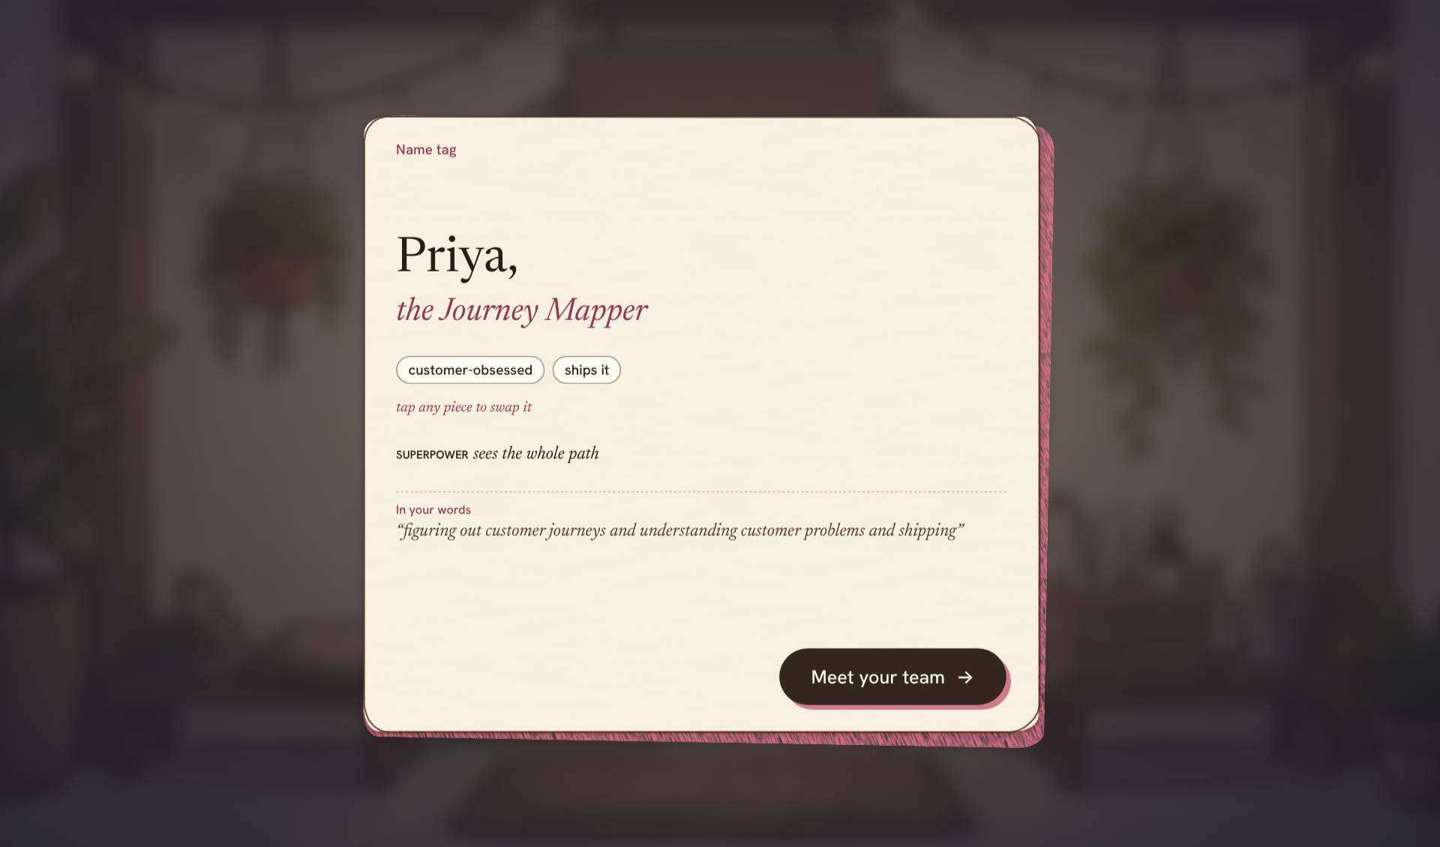 Name tag
Priya,
the Journey Mapper
customer-obsessed ships it
tap any piece to swap it
SUPERPOWER sees the whole path
In your words
“figuring out customer journeys and understanding customer problems and shipping”
Meet your team →